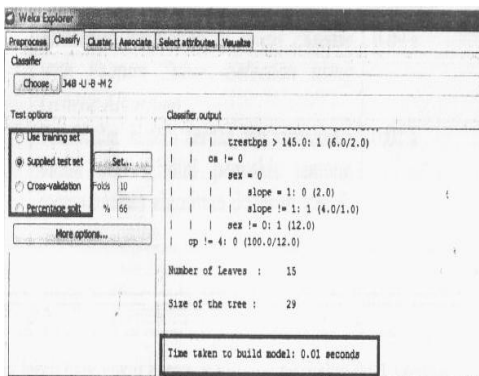 Weka Explorer
Preprocess Classify Cluster Associate Select attributes Visualize
Classifier
Choose J48 -U -B -M 2
Test options
Use training set
Supplied test set Set...
Cross-validation Folds 10
Percentage split % 66
More options...
Classifier output
| | | trestbps > 145.0: 1 (6.0/2.0)
| | ca != 0
| | | sex = 0
| | | | slope = 1: 0 (2.0)
| | | | slope != 1: 1 (4.0/1.0)
| | | sex != 0: 1 (12.0)
| cp != 4: 0 (100.0/12.0)
Number of Leaves : 15
Size of the tree : 29
Time taken to build model: 0.01 seconds